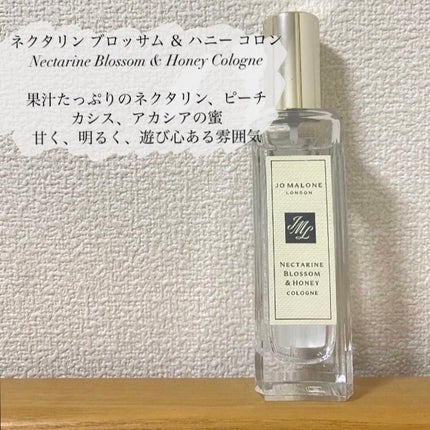 ネクタリン ブロッサム & ハニー コロン
Nectarine Blossom & Honey Cologne
果汁たっぷりのネクタリン、ピーチ
カシス、アカシアの蜜
甘く、明るく、遊び心ある雰囲気
JO MALONE
LONDON
JML
NECTARINE
BLOSSOM
& HONEY
COLOGNE